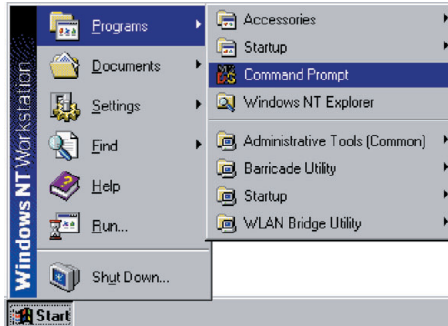 Programs
Documents
Settings
Find
Help
Run...
Shut Down...
Windows NT Workstation
Accessories
Startup
Command Prompt
Windows NT Explorer
Administrative Tools (Common)
Barricade Utility
Startup
WLAN Bridge Utility
Start